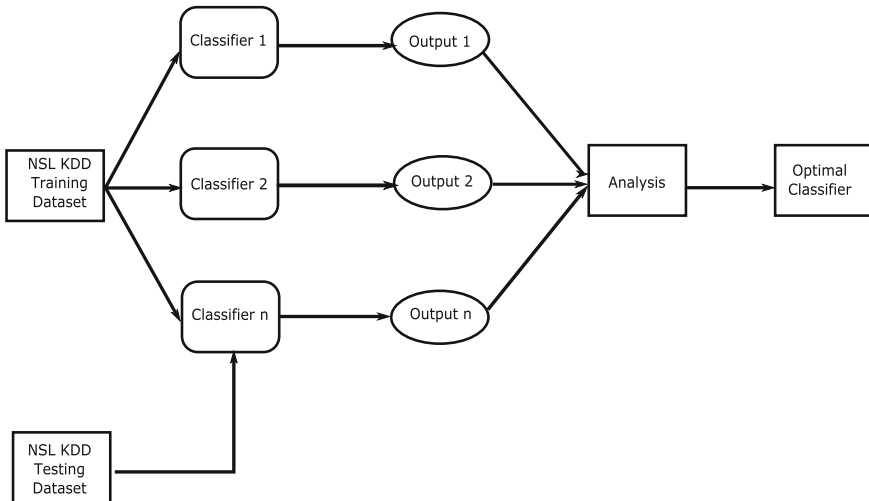 Classifier 1
Output 1
NSL KDD
Training
Dataset
Classifier 2
Output 2
Analysis
Optimal
Classifier
Classifier n
Output n
NSL KDD
Testing
Dataset